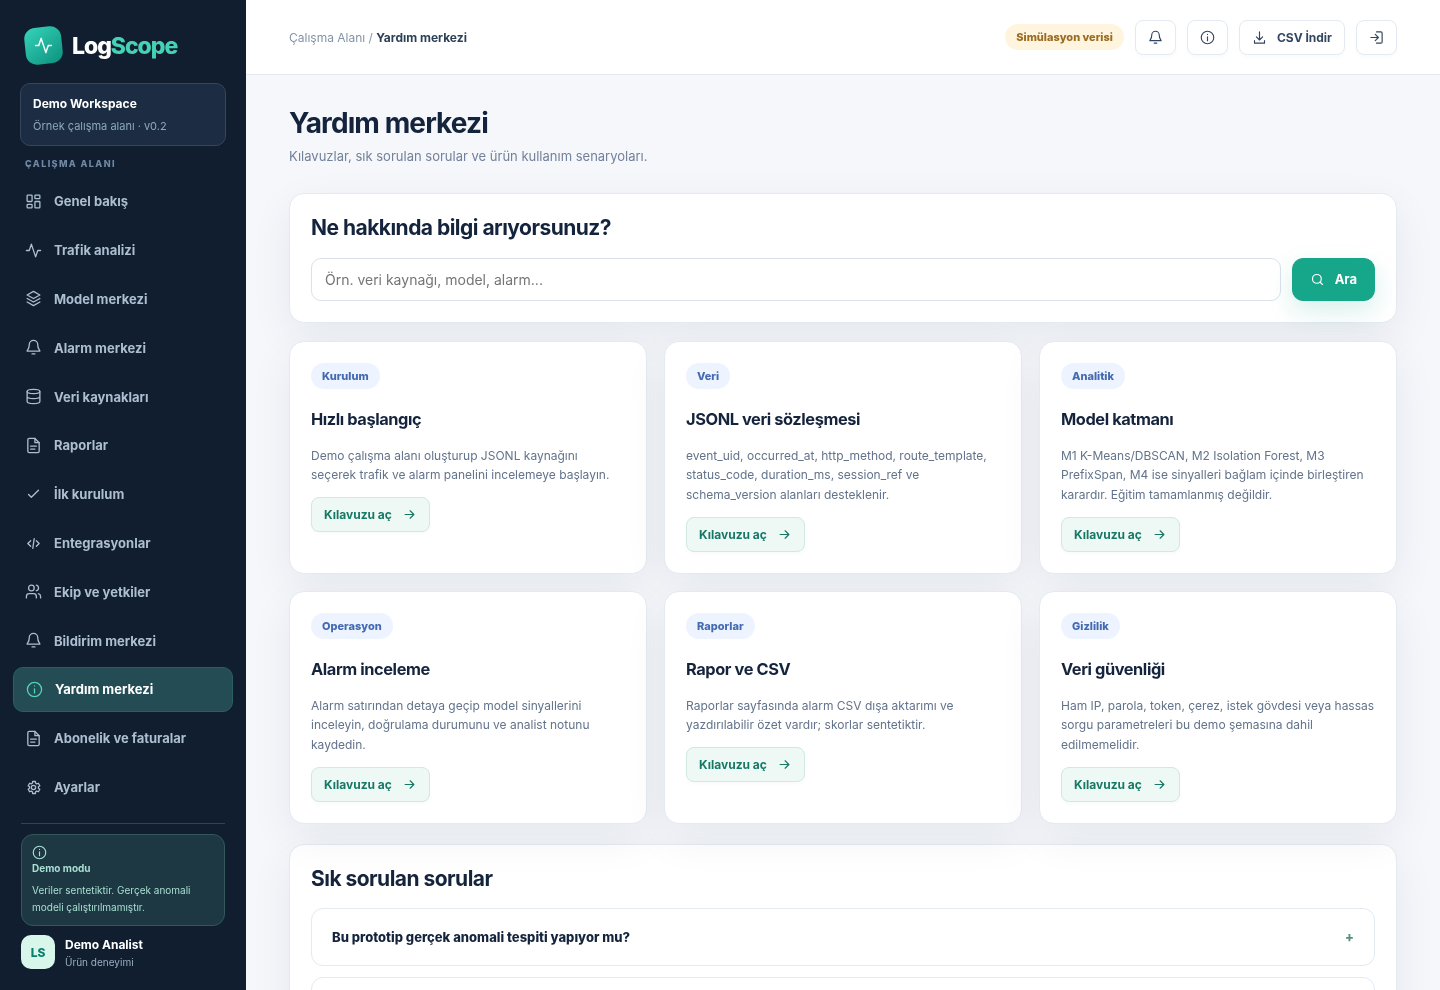 LogScope
Demo Workspace
Örnek çalışma alanı · v0.2
ÇALIŞMA ALANI
Genel bakış
Trafik analizi
Model merkezi
Alarm merkezi
Veri kaynakları
Raporlar
İlk kurulum
Entegrasyonlar
Ekip ve yetkiler
Bildirim merkezi
Yardım merkezi
Abonelik ve faturalar
Ayarlar
Demo modu
Veriler sentetiktir. Gerçek anomali
modeli çalıştırılmamıştır.
LS
Demo Analist
Ürün deneyimi
Çalışma Alanı / Yardım merkezi
Simülasyon verisi
CSV İndir
Yardım merkezi
Kılavuzlar, sık sorulan sorular ve ürün kullanım senaryoları.
Ne hakkında bilgi arıyorsunuz?
Örn. veri kaynağı, model, alarm...
Ara
Kurulum
Hızlı başlangıç
Demo çalışma alanı oluşturup JSONL kaynağını
seçerek trafik ve alarm panelini incelemeye başlayın.
Kılavuzu aç
Veri
JSONL veri sözleşmesi
event_uid, occurred_at, http_method, route_template,
status_code, duration_ms, session_ref ve
schema_version alanları desteklenir.
Kılavuzu aç
Analitik
Model katmanı
M1 K-Means/DBSCAN, M2 Isolation Forest, M3
PrefixSpan, M4 ise sinyalleri bağlam içinde birleştiren
karardır. Eğitim tamamlanmış değildir.
Kılavuzu aç
Operasyon
Alarm inceleme
Alarm satırından detaya geçip model sinyallerini
inceleyin, doğrulama durumunu ve analist notunu
kaydedin.
Kılavuzu aç
Raporlar
Rapor ve CSV
Raporlar sayfasında alarm CSV dışa aktarımı ve
yazdırılabilir özet vardır; skorlar sentetiktir.
Kılavuzu aç
Gizlilik
Veri güvenliği
Ham IP, parola, token, çerez, istek gövdesi veya hassas
sorgu parametreleri bu demo şemasına dahil
edilmemelidir.
Kılavuzu aç
Sık sorulan sorular
Bu prototip gerçek anomali tespiti yapıyor mu?
+